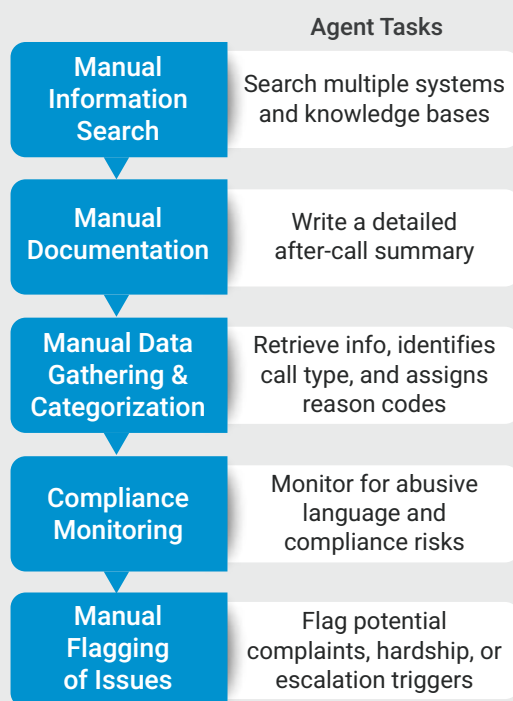 Agent Tasks
Manual
Information
Search
Search multiple systems
and knowledge bases
Manual
Documentation
Write a detailed
after-call summary
Manual Data
Gathering &
Categorization
Retrieve info, identifies
call type, and assigns
reason codes
Compliance
Monitoring
Monitor for abusive
language and
compliance risks
Manual
Flagging
of Issues
Flag potential
complaints, hardship, or
escalation triggers